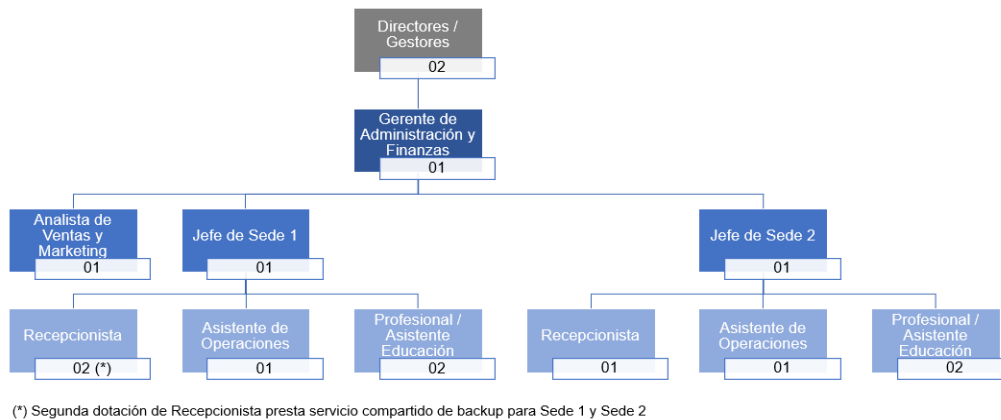 Directores /
Gestores
02
Gerente de
Administración y
Finanzas
01
Analista de
Ventas y
Marketing
01
Jefe de Sede 1
01
Jefe de Sede 2
01
Recepcionista
02 (*)
Asistente de
Operaciones
01
Profesional /
Asistente
Educación
02
Recepcionista
01
Asistente de
Operaciones
01
Profesional /
Asistente
Educación
02
(*) Segunda dotación de Recepcionista presta servicio compartido de backup para Sede 1 y Sede 2